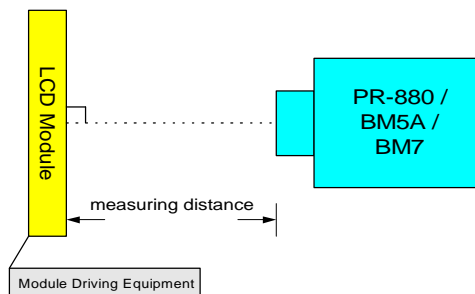 LCD Module
PR-880 /
BM5A /
BM7
measuring distance
Module Driving Equipment